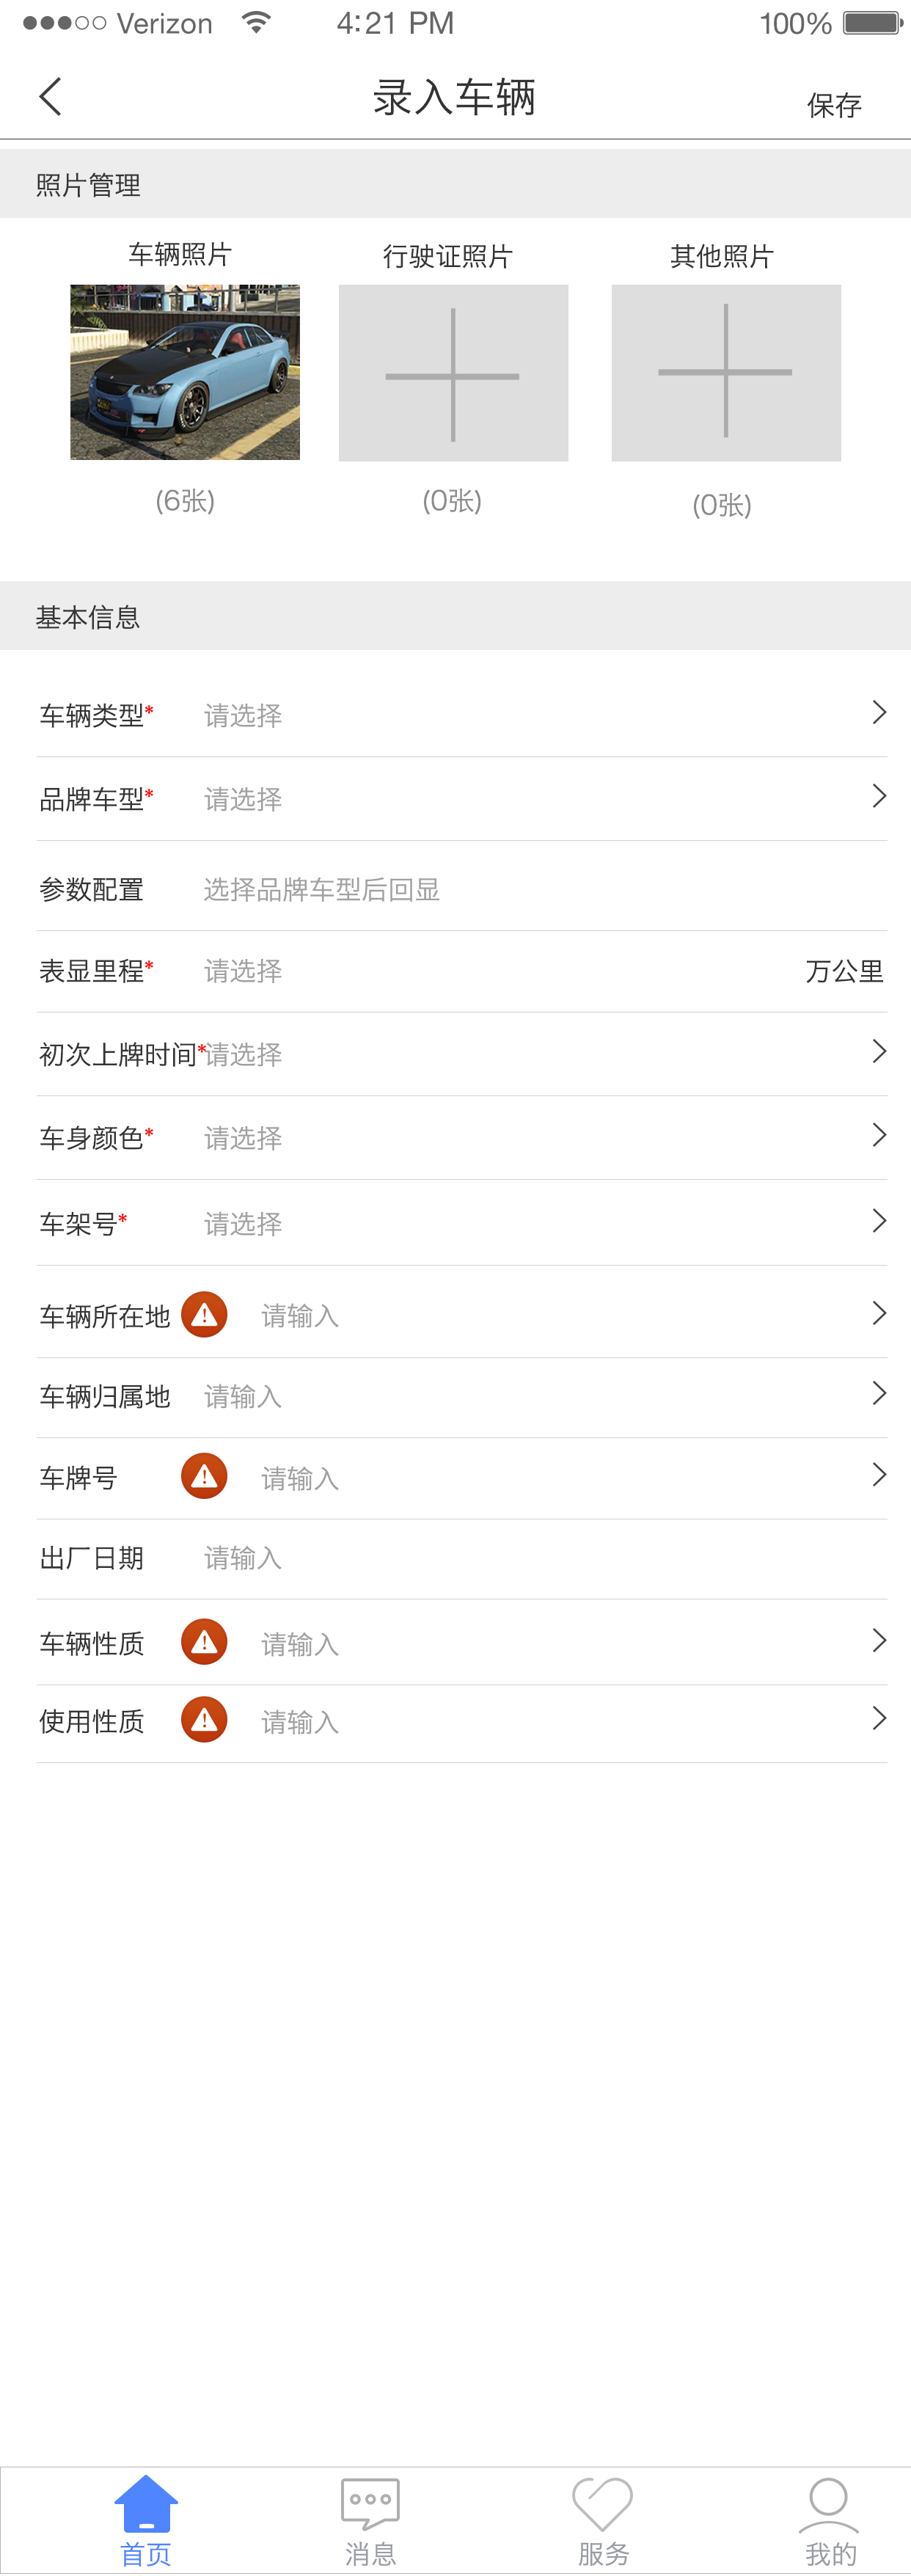 Verizon 4:21 PM 100%
录入车辆 保存
照片管理
车辆照片 行驶证照片 其他照片
(6张) (0张) (0张)
基本信息
车辆类型* 请选择
品牌车型* 请选择
参数配置 选择品牌车型后回显
表显里程* 请选择 万公里
初次上牌时间* 请选择
车身颜色* 请选择
车架号* 请选择
车辆所在地 请输入
车辆归属地 请输入
车牌号 请输入
出厂日期 请输入
车辆性质 请输入
使用性质 请输入
首页 消息 服务 我的